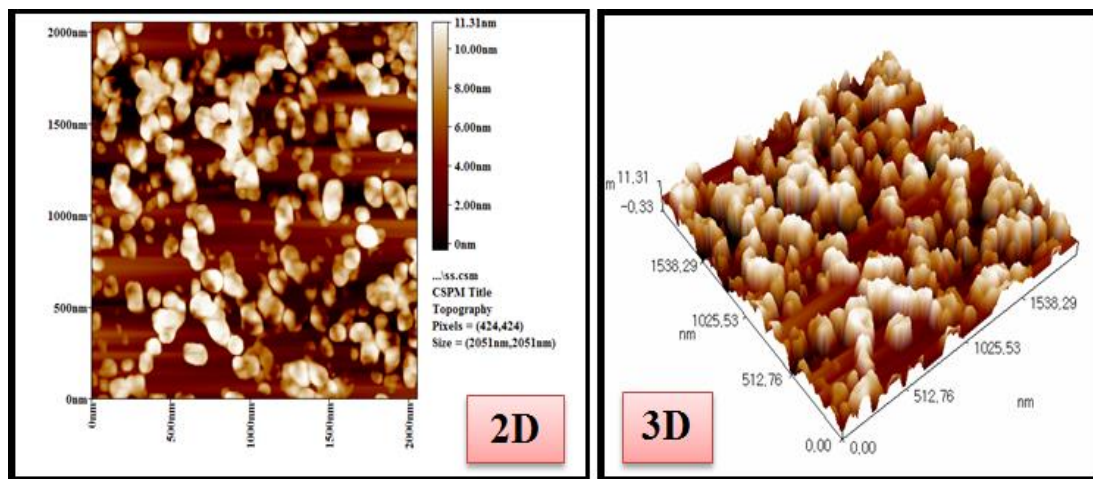 2000nm
1500nm
1000nm
500nm
0nm
0nm
500nm
1000nm
1500nm
2000nm
11.31nm
10.00nm
8.00nm
6.00nm
4.00nm
2.00nm
0nm
...\ss.csm
CSPM Title
Topography
Pixels = (424,424)
Size = (2051nm,2051nm)
2D
m 11.31
-0.33
1538.29
1025.53
nm
512.76
0.00
0.00
512.76
1025.53
1538.29
nm
3D